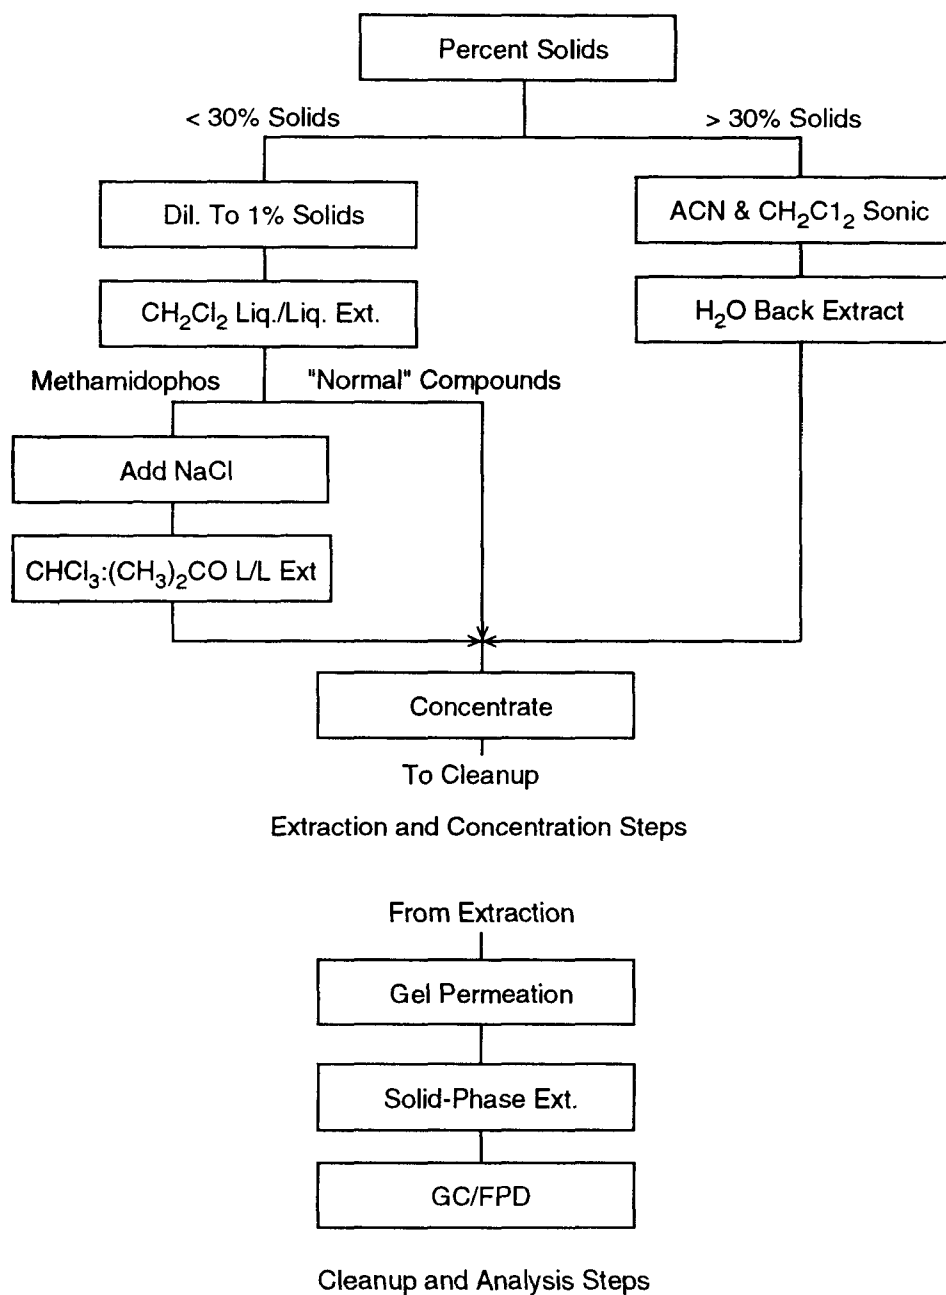 Percent Solids
< 30% Solids
> 30% Solids
Dil. To 1% Solids
ACN & CH₂C1₂ Sonic
CH₂Cl₂ Liq./Liq. Ext.
H₂O Back Extract
Methamidophos
"Normal" Compounds
Add NaCl
CHCl₃:(CH₃)₂CO L/L Ext
Concentrate
To Cleanup
Extraction and Concentration Steps
From Extraction
Gel Permeation
Solid-Phase Ext.
GC/FPD
Cleanup and Analysis Steps